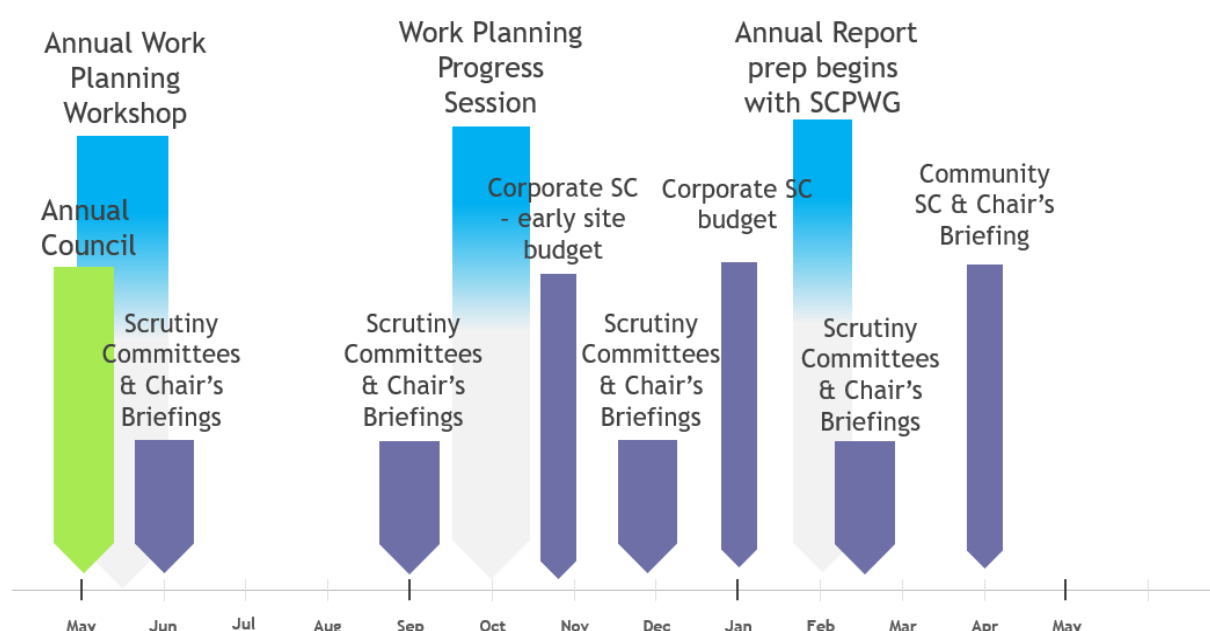 Annual Work
Planning
Workshop
Work Planning
Progress
Session
Annual Report
prep begins
with SCPWG
Annual
Council
Corporate SC
– early site
budget
Corporate SC
budget
Community
SC & Chair’s
Briefing
Scrutiny
Committees
& Chair’s
Briefings
Scrutiny
Committees
& Chair’s
Briefings
Scrutiny
Committees
& Chair’s
Briefings
Scrutiny
Committees
& Chair’s
Briefings
May Jun Jul Aug Sep Oct Nov Dec Jan Feb Mar Apr May